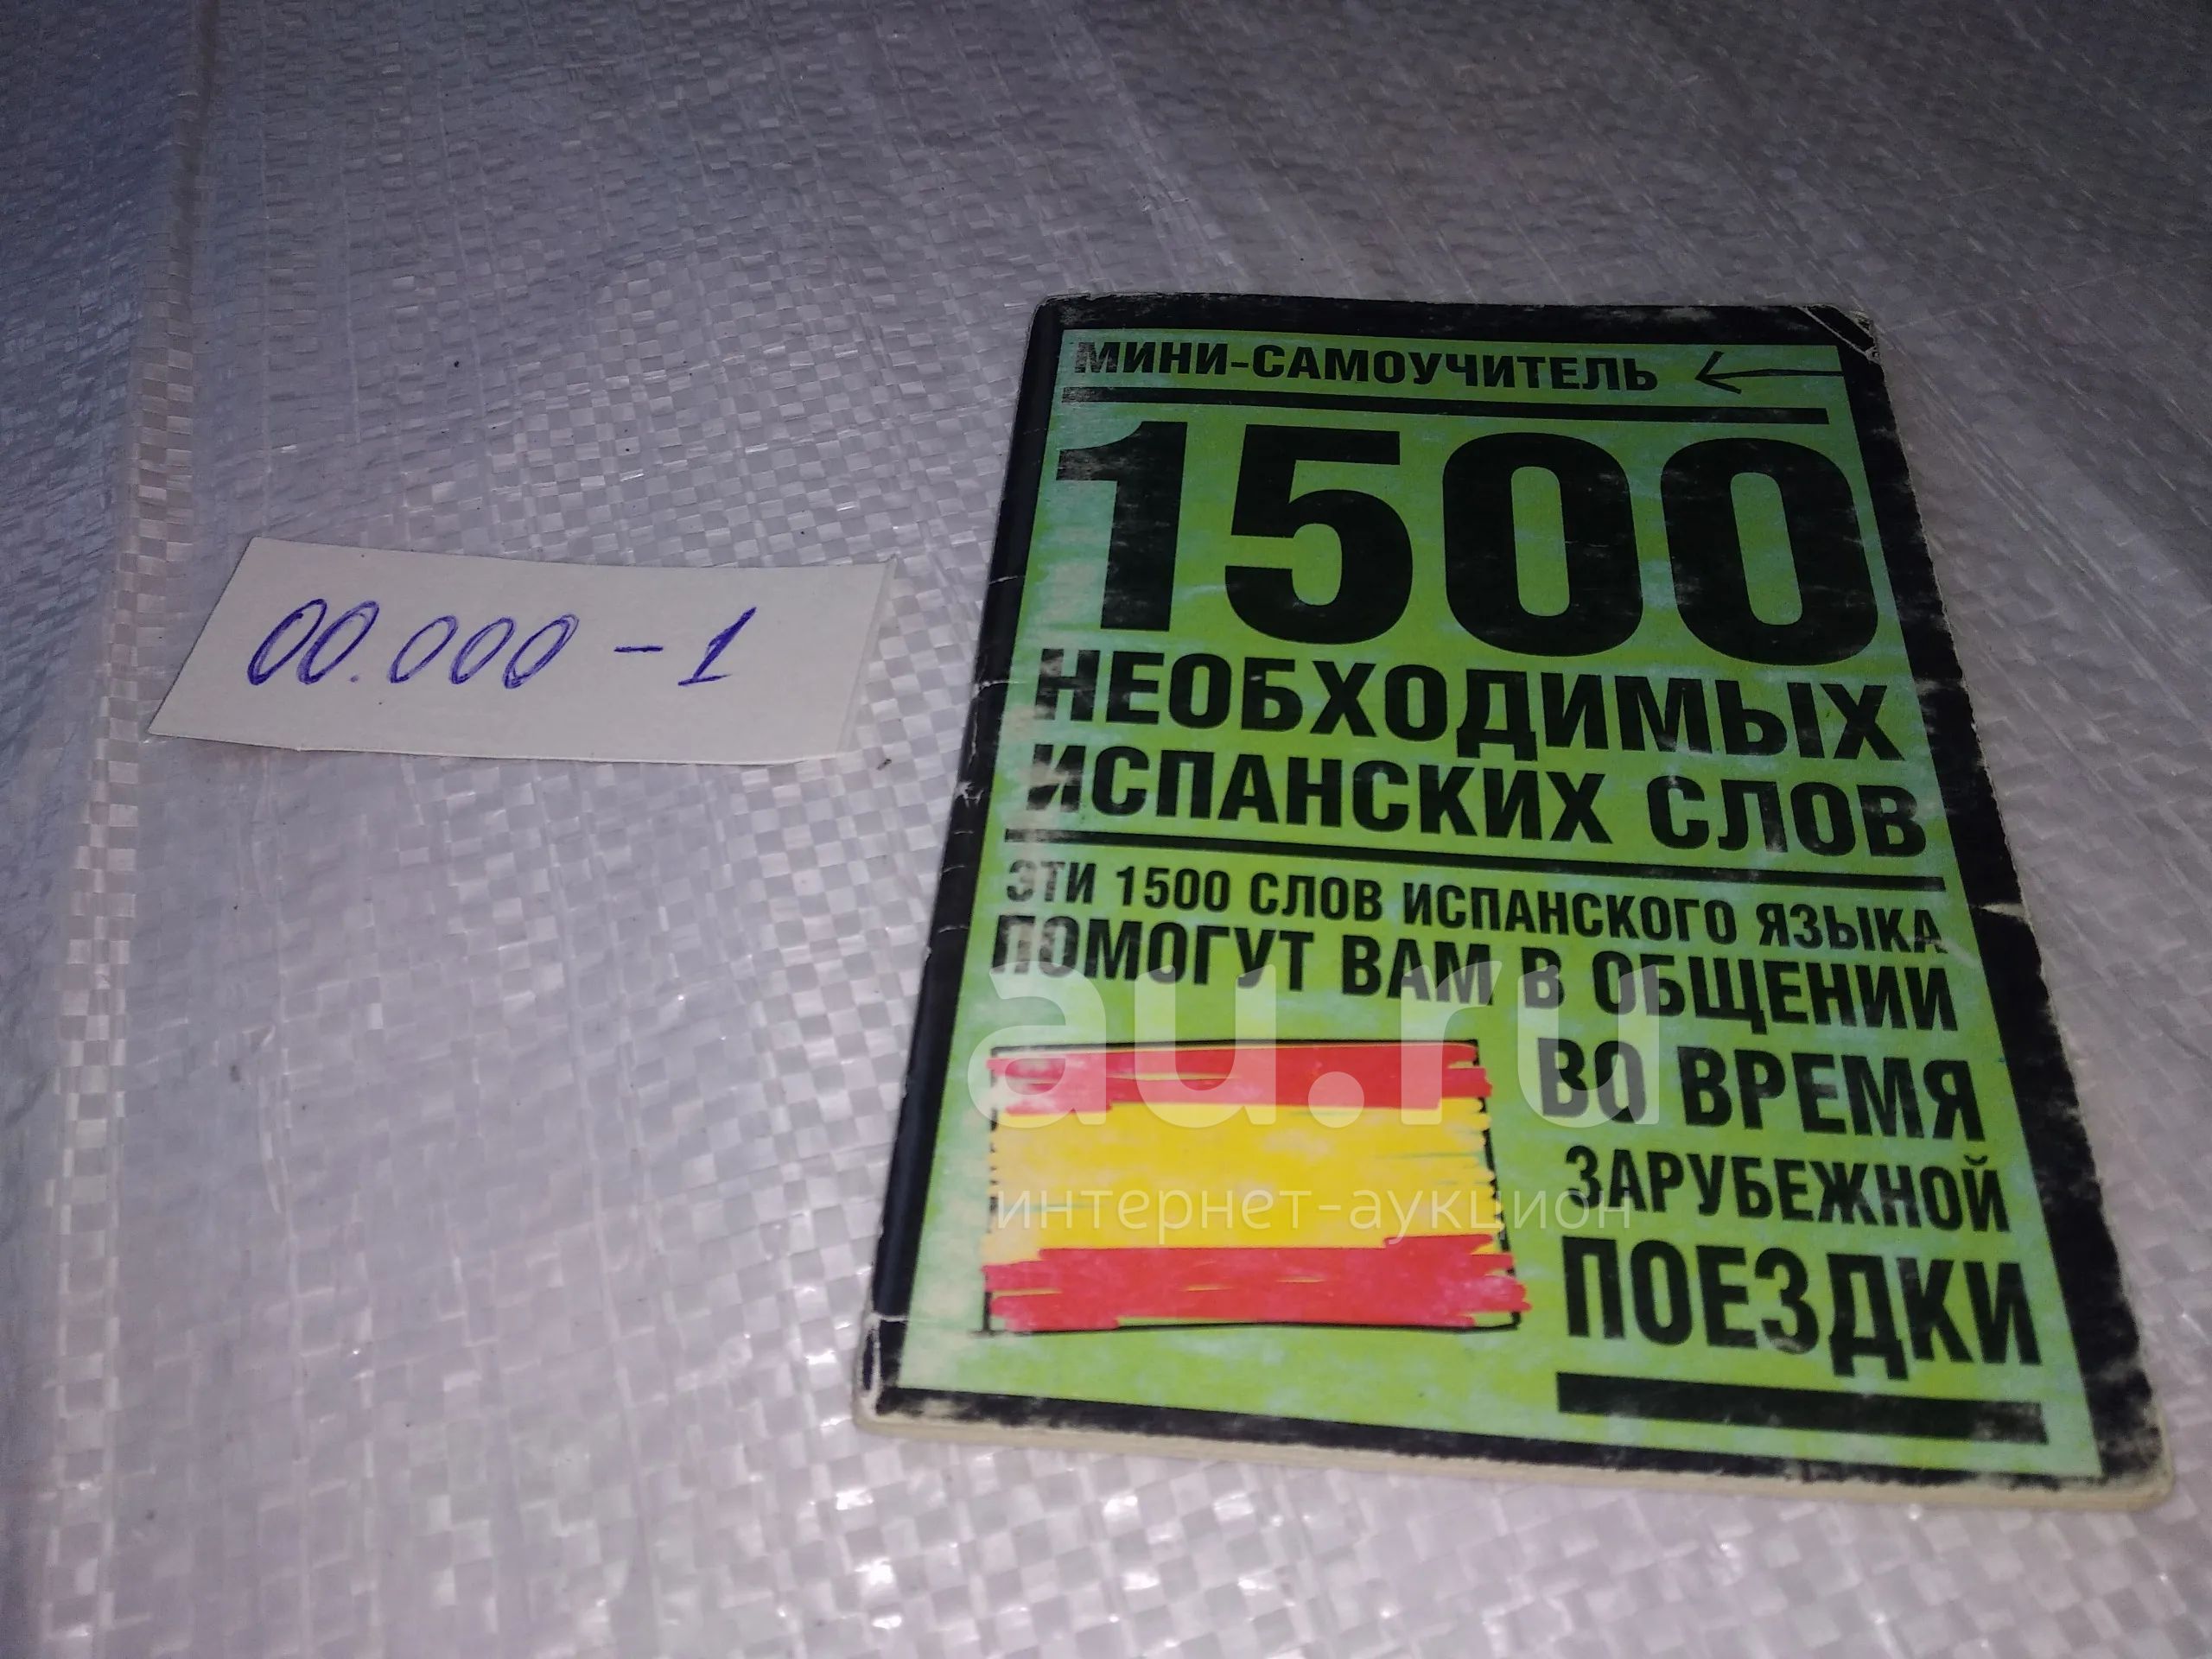 00.000-1
МИНИ-САМОУЧИТЕЛЬ
1500
НЕОБХОДИМЫХ
ИСПАНСКИХ СЛОВ
ЭТИ 1500 СЛОВ ИСПАНСКОГО ЯЗЫКА
ПОМОГУТ ВАМ В ОБЩЕНИИ
ВО ВРЕМЯ
ЗАРУБЕЖНОЙ
ПОЕЗДКИ
au.ru
интернет-аукцион